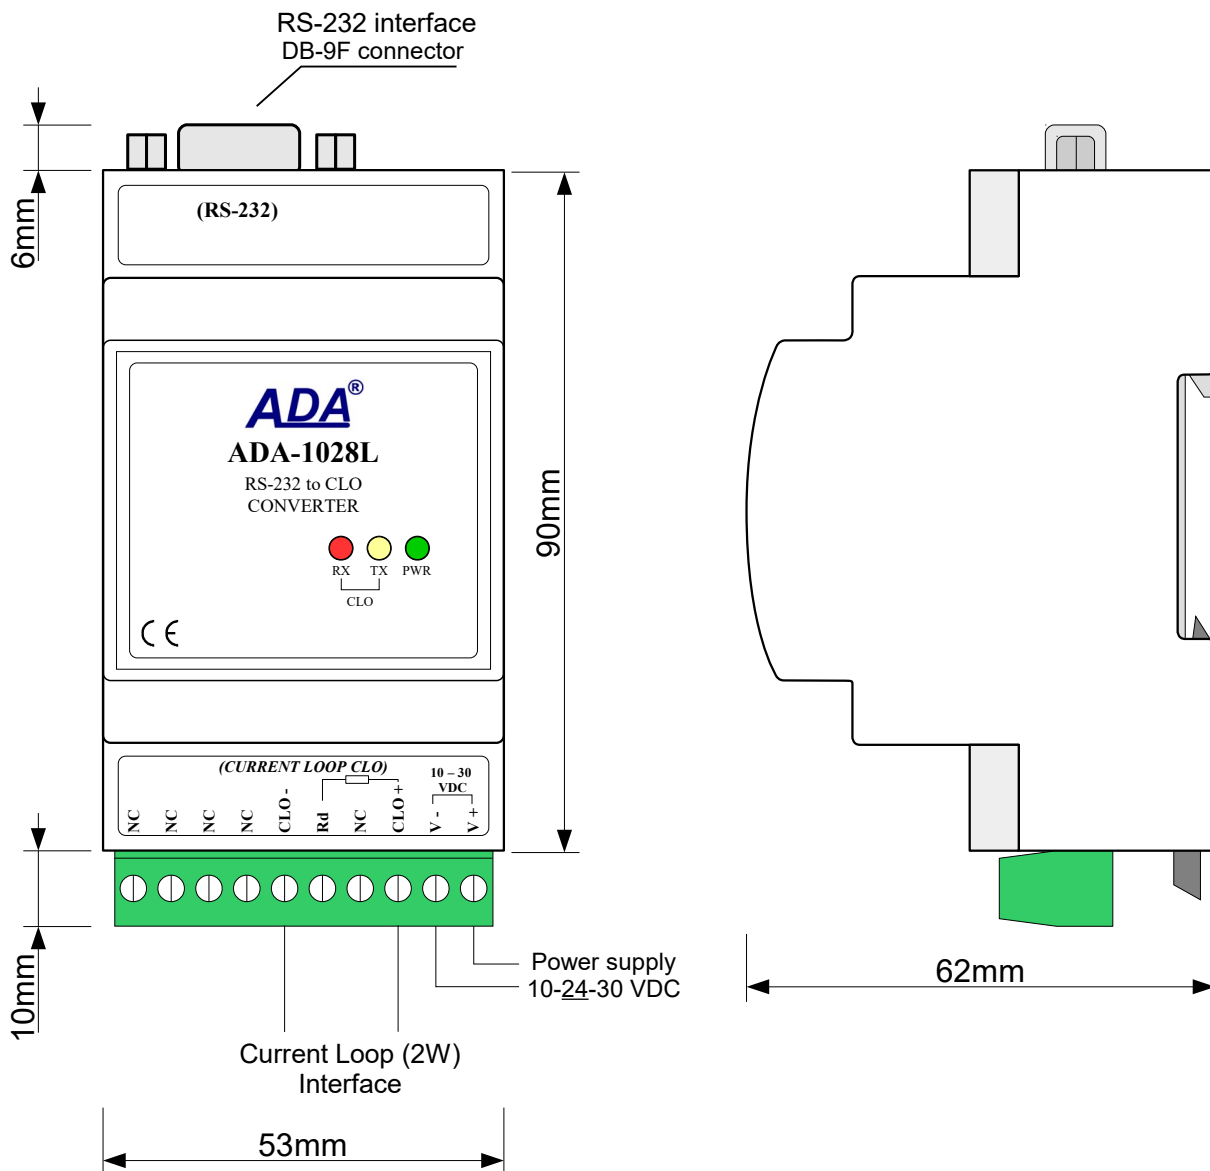 RS-232 interface
DB-9F connector
6mm
(RS-232)
ADA®
ADA-1028L
RS-232 to CLO
CONVERTER
RX TX PWR
CLO
CE
90mm
(CURRENT LOOP CLO)
10 – 30
VDC
NC NC NC NC CLO - Rd NC CLO + V - V +
10mm
Power supply
10-24-30 VDC
Current Loop (2W)
Interface
53mm
62mm